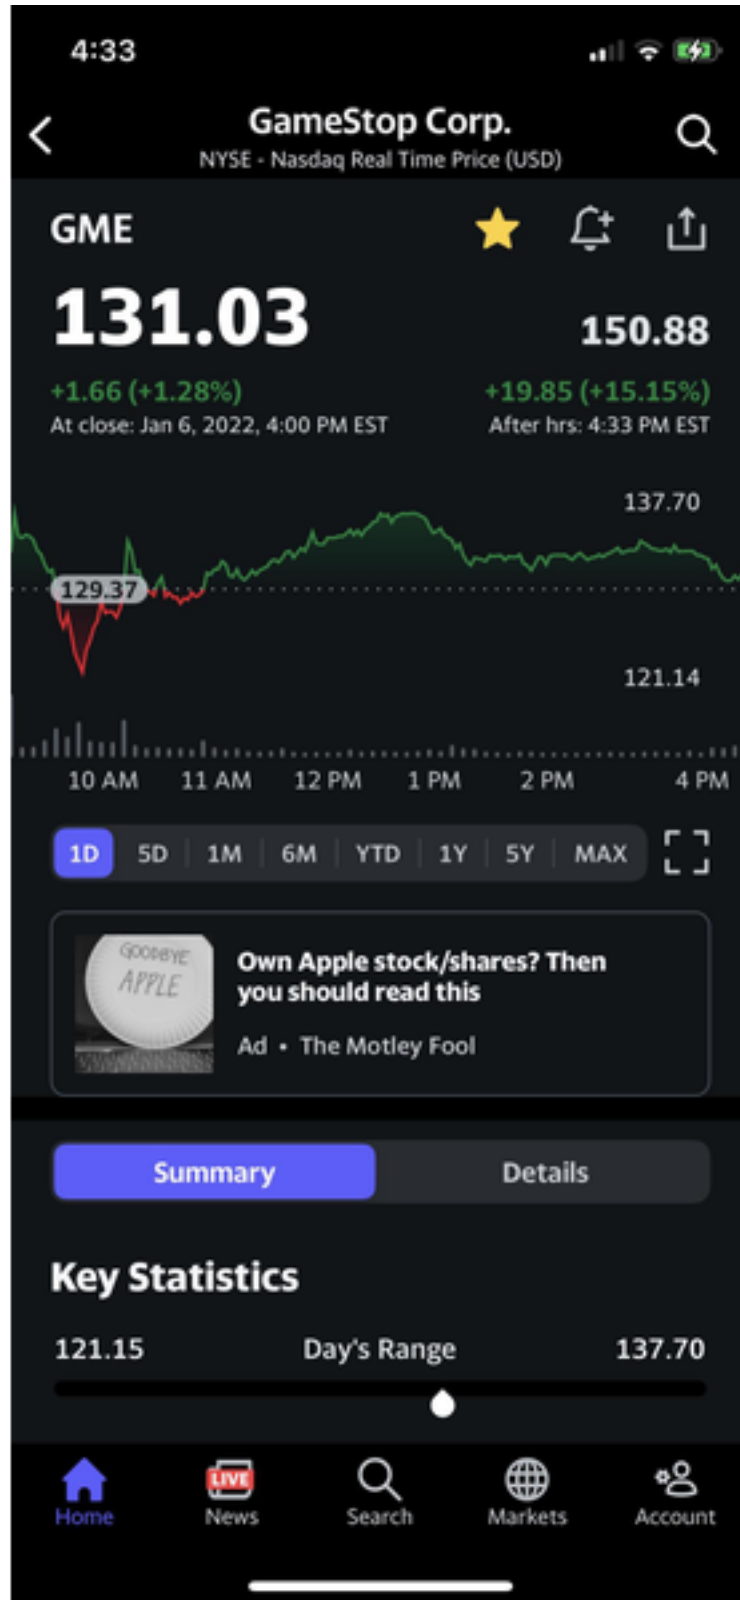 4:33
GameStop Corp.
NYSE - Nasdaq Real Time Price (USD)
GME
131.03
150.88
+1.66 (+1.28%)
+19.85 (+15.15%)
At close: Jan 6, 2022, 4:00 PM EST
After hrs: 4:33 PM EST
137.70
129.37
121.14
10 AM 11 AM 12 PM 1 PM 2 PM 4 PM
1D 5D 1M 6M YTD 1Y 5Y MAX
GOODBYE
APPLE
Own Apple stock/shares? Then
you should read this
Ad • The Motley Fool
Summary Details
Key Statistics
121.15 Day's Range 137.70
LIVE
Home News Search Markets Account